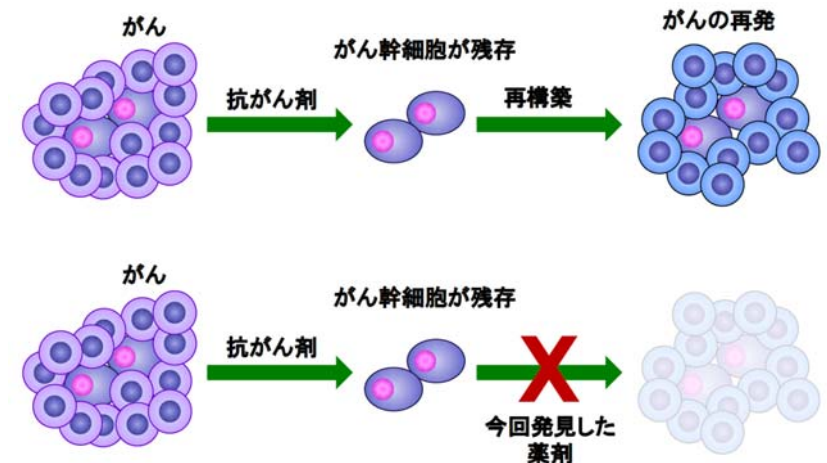 がん
がん幹細胞が残存
がんの再発
抗がん剤
再構築
がん
がん幹細胞が残存
抗がん剤
X
今回発見した
薬剤